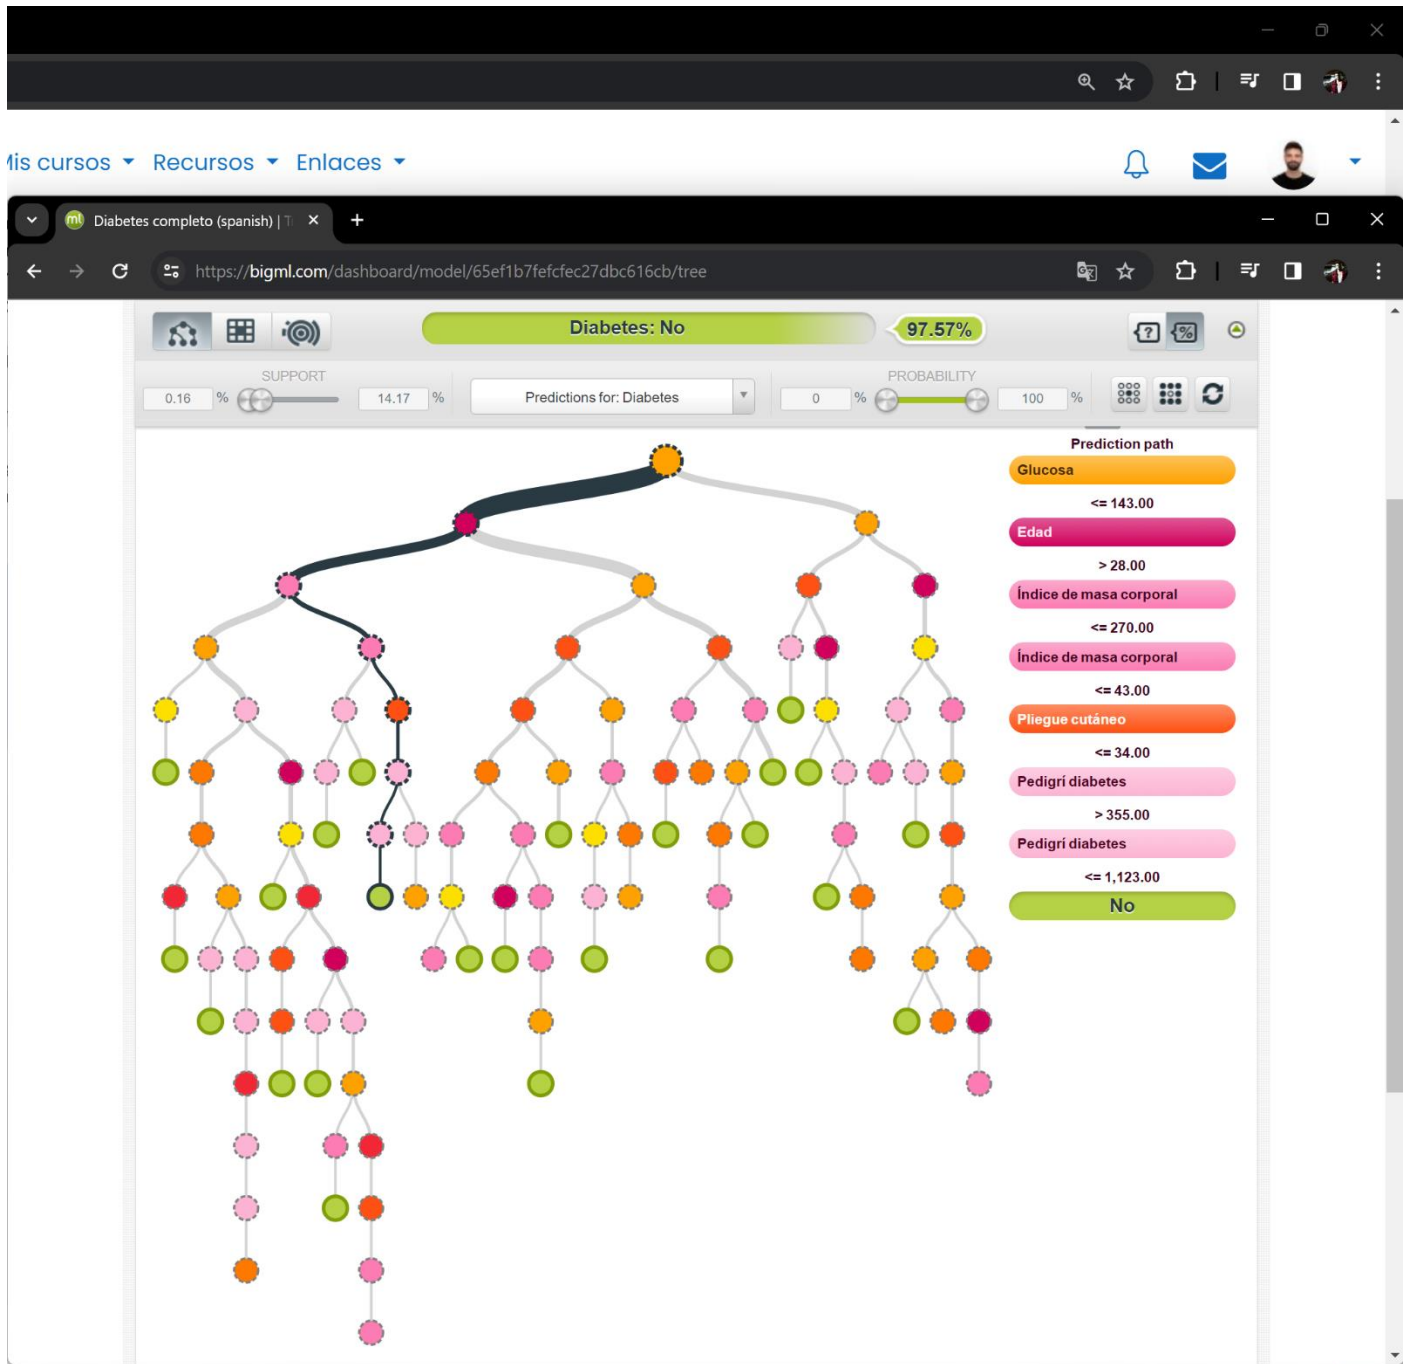 Mis cursos Recursos Enlaces
ml Diabetes completo (spanish) |
https://bigml.com/dashboard/model/65ef1b7fefcfec27dbc616cb/tree
Diabetes: No 97.57%
? %
SUPPORT
0.16 % 14.17 %
Predictions for: Diabetes
PROBABILITY
0 % 100 %
Prediction path
Glucosa
<= 143.00
Edad
> 28.00
Índice de masa corporal
<= 270.00
Índice de masa corporal
<= 43.00
Pliegue cutáneo
<= 34.00
Pedigrí diabetes
> 355.00
Pedigrí diabetes
<= 1,123.00
No